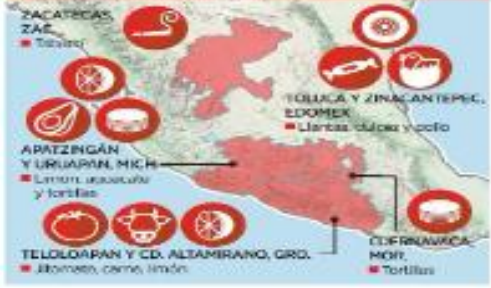 ZACATECAS,
ZAC.
Tabaco
TOLUCA Y ZINACANTEPEC,
EDOMEX
Llantas, dulces y pollo
APATZINGÁN
Y URUAPAN, MICH.
Limón, aguacate
y tortillas
TELOLOAPAN Y CD. ALTAMIRANO, GRO.
Jitomate, carne, limón
CUERNAVACA,
MOR.
Tortillas